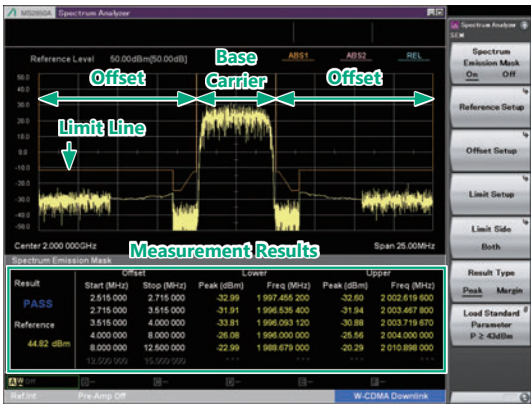 MS2690A Spectrum Analyzer
Spectrum Analyzer
SEM
Reference Level 50.00dBm[50.00dB]
ABS1 ABS2 REL
Base
Carrier
Offset Offset
Limit Line
50.0
40.0
30.0
20.0
10.0
0.0
-10.0
-20.0
-30.0
-40.0
-50.0
Center 2.000 000GHz Span 25.00MHz
Measurement Results
Spectrum Emission Mask
Offset Lower Upper
Result Start (MHz) Stop (MHz) Peak (dBm) Freq (MHz) Peak (dBm) Freq (MHz)
PASS
Reference
44.82 dBm
2.515 000 2.715 000 -32.99 1 997.455 200 -32.60 2 002.619 600
2.715 000 3.515 000 -31.91 1 996.535 400 -31.94 2 003.467 800
3.515 000 4.000 000 -33.81 1 996.093 120 -30.88 2 003.719 670
4.000 000 8.000 000 -26.08 1 996.000 000 -25.56 2 004.000 000
8.000 000 12.500 000 -22.99 1 988.679 000 -20.29 2 010.898 000
12.500 000 15.000 000 *** *** *** ***
Off
Ref.Int Pre-Amp Off W-CDMA Downlink
Spectrum
Emission Mask
On Off
Reference Setup
Offset Setup
Limit Setup
Limit Side
Both
Result Type
Peak Margin
Load Standard
Parameter
P ≥ 43dBm